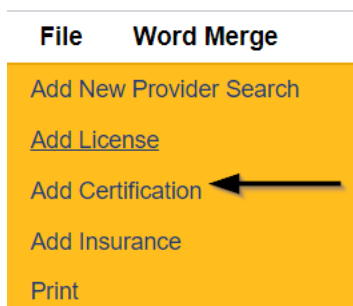 File Word Merge
Add New Provider Search
Add License
Add Certification
Add Insurance
Print